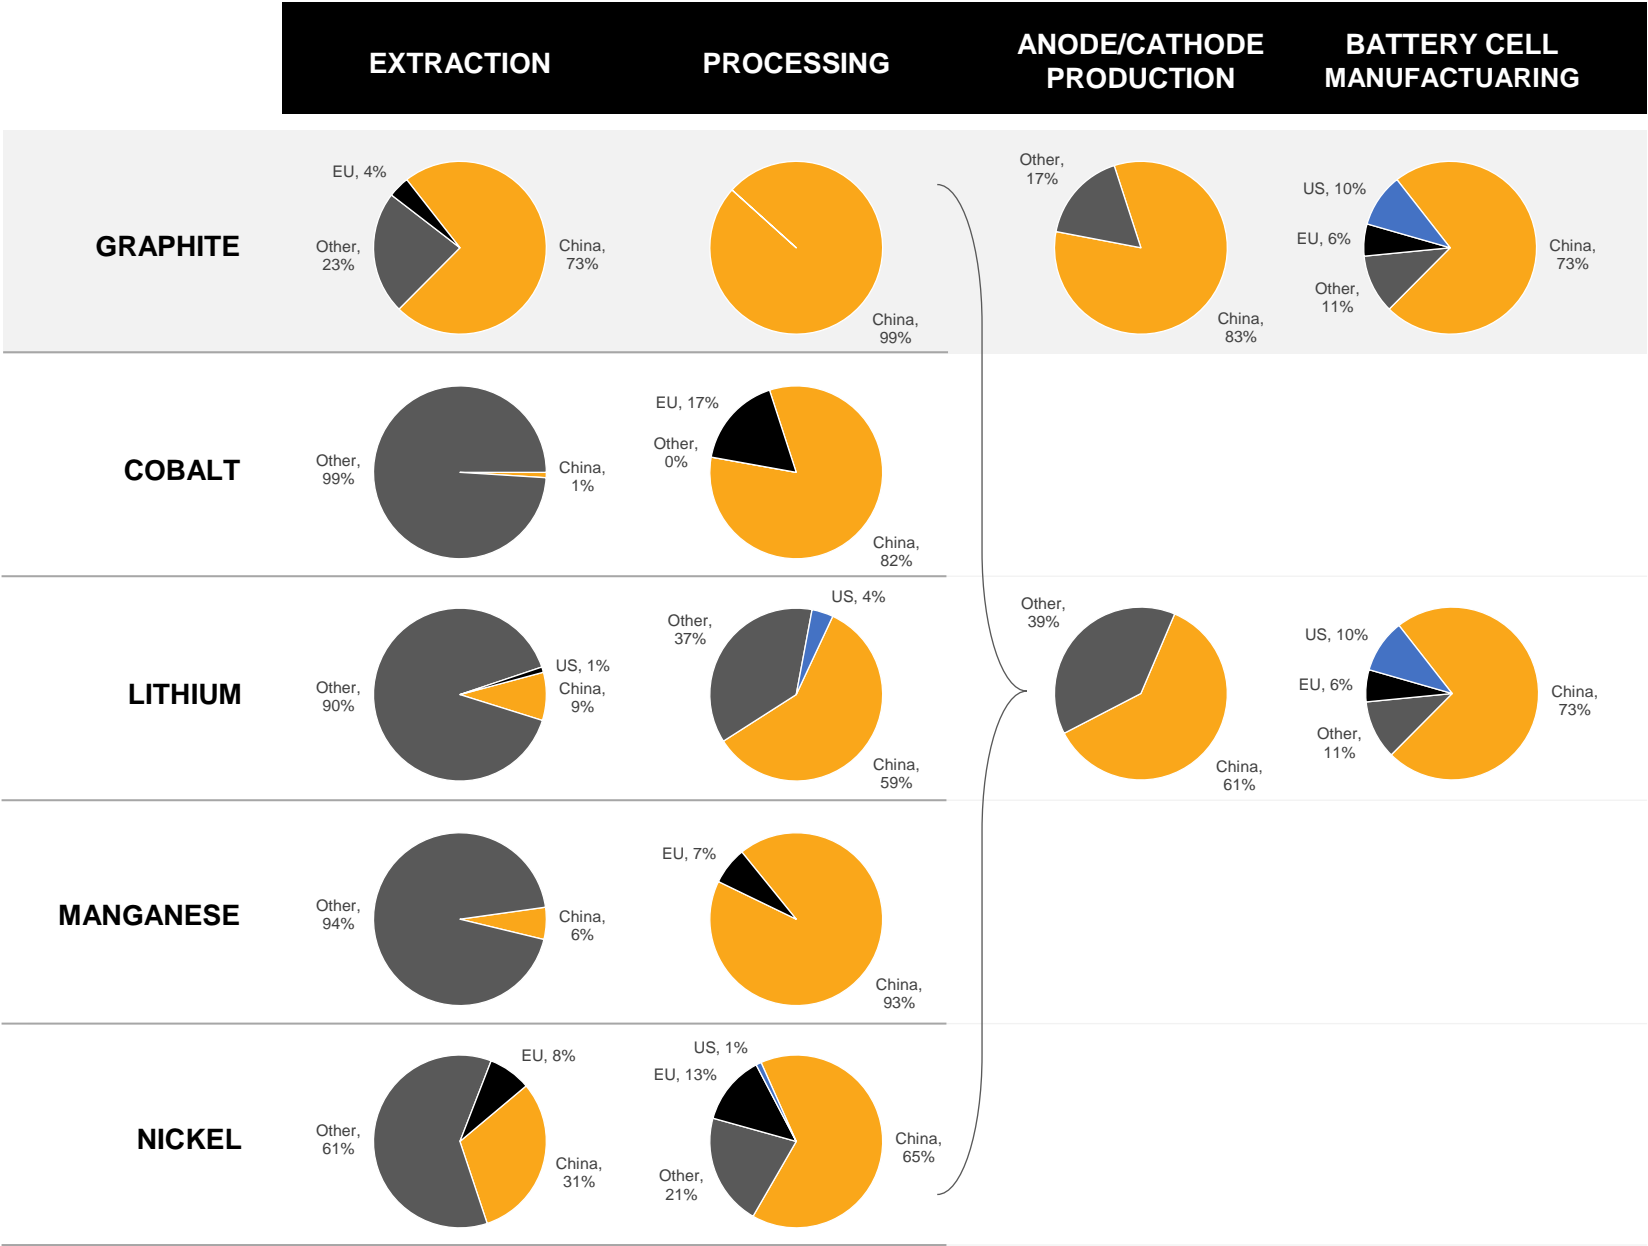 EXTRACTION
PROCESSING
ANODE/CATHODE
PRODUCTION
BATTERY CELL
MANUFACTUARING
GRAPHITE
EU, 4%
Other,
23%
China,
73%
China,
99%
Other,
17%
China,
83%
US, 10%
EU, 6%
Other,
11%
China,
73%
COBALT
Other,
99%
China,
1%
EU, 17%
Other,
0%
China,
82%
LITHIUM
Other,
90%
US, 1%
China,
9%
Other,
37%
US, 4%
China,
59%
Other,
39%
China,
61%
US, 10%
EU, 6%
Other,
11%
China,
73%
MANGANESE
Other,
94%
China,
6%
EU, 7%
China,
93%
NICKEL
Other,
61%
EU, 8%
China,
31%
US, 1%
EU, 13%
Other,
21%
China,
65%